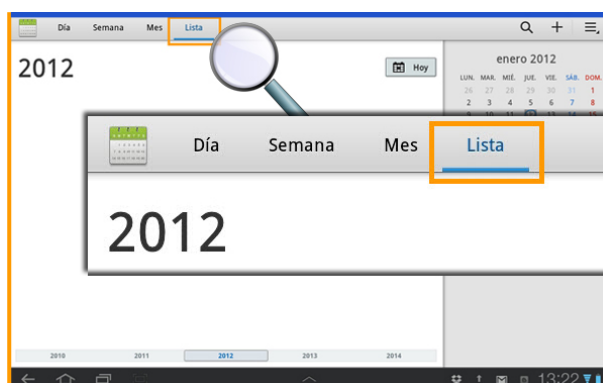 Día Semana Mes Lista
2012
Hoy
enero 2012
LUN. MAR. MIÉ. JUE. VIE. SÁB. DOM.
26 27 28 29 30 31 1
2 3 4 5 6 7 8
Día Semana Mes Lista
2012
2010 2011 2012 2013 2014
13:22